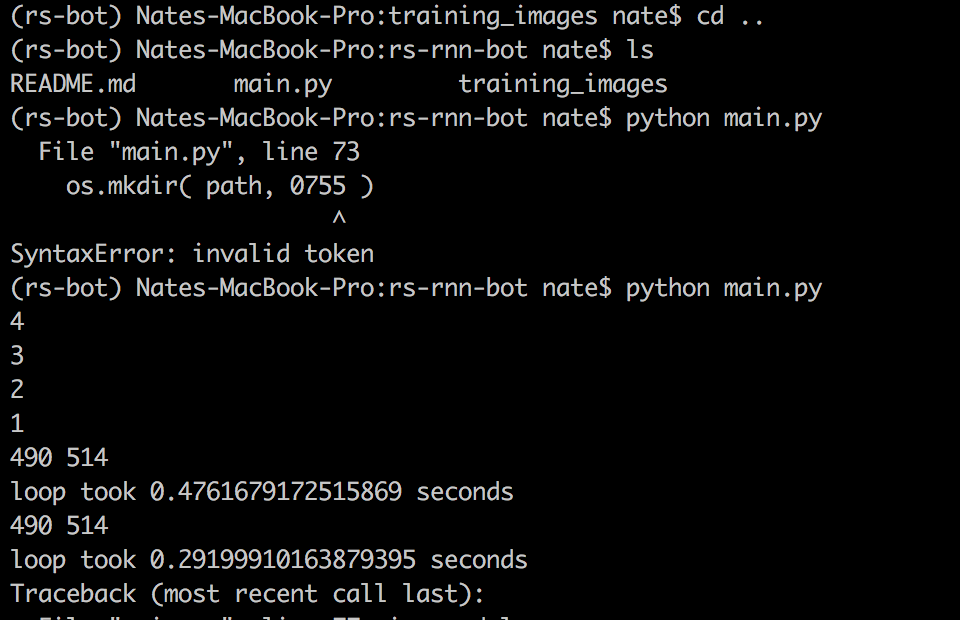 (rs-bot) Nates-MacBook-Pro:training_images nate$ cd ..
(rs-bot) Nates-MacBook-Pro:rs-rnn-bot nate$ ls
README.md main.py training_images
(rs-bot) Nates-MacBook-Pro:rs-rnn-bot nate$ python main.py
File "main.py", line 73
os.mkdir( path, 0755 )
^
SyntaxError: invalid token
(rs-bot) Nates-MacBook-Pro:rs-rnn-bot nate$ python main.py
4
3
2
1
490 514
loop took 0.4761679172515869 seconds
490 514
loop took 0.29199910163879395 seconds
Traceback (most recent call last):